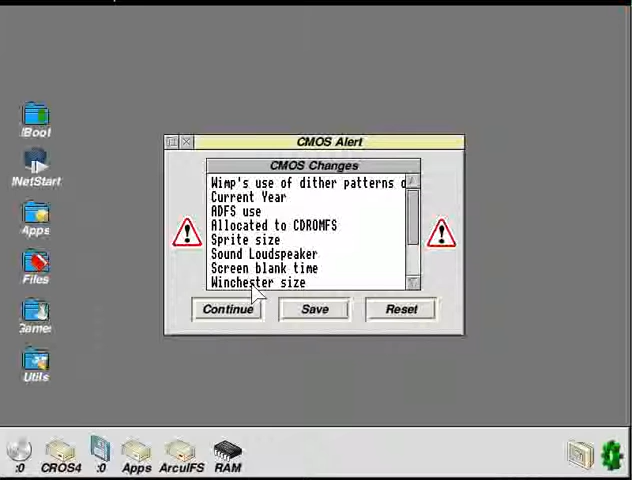 CMOS Alert
CMOS Changes
Wimp's use of dither patterns o
Current Year
ADFS use
Allocated to CDROMFS
Sprite size
Sound Loudspeaker
Screen blank time
Winchester size
Continue
Save
Reset
!Boot
!NetStart
Apps
Files
Games
Utils
:0
CROS4
:0
Apps
ArcuIFS
RAM